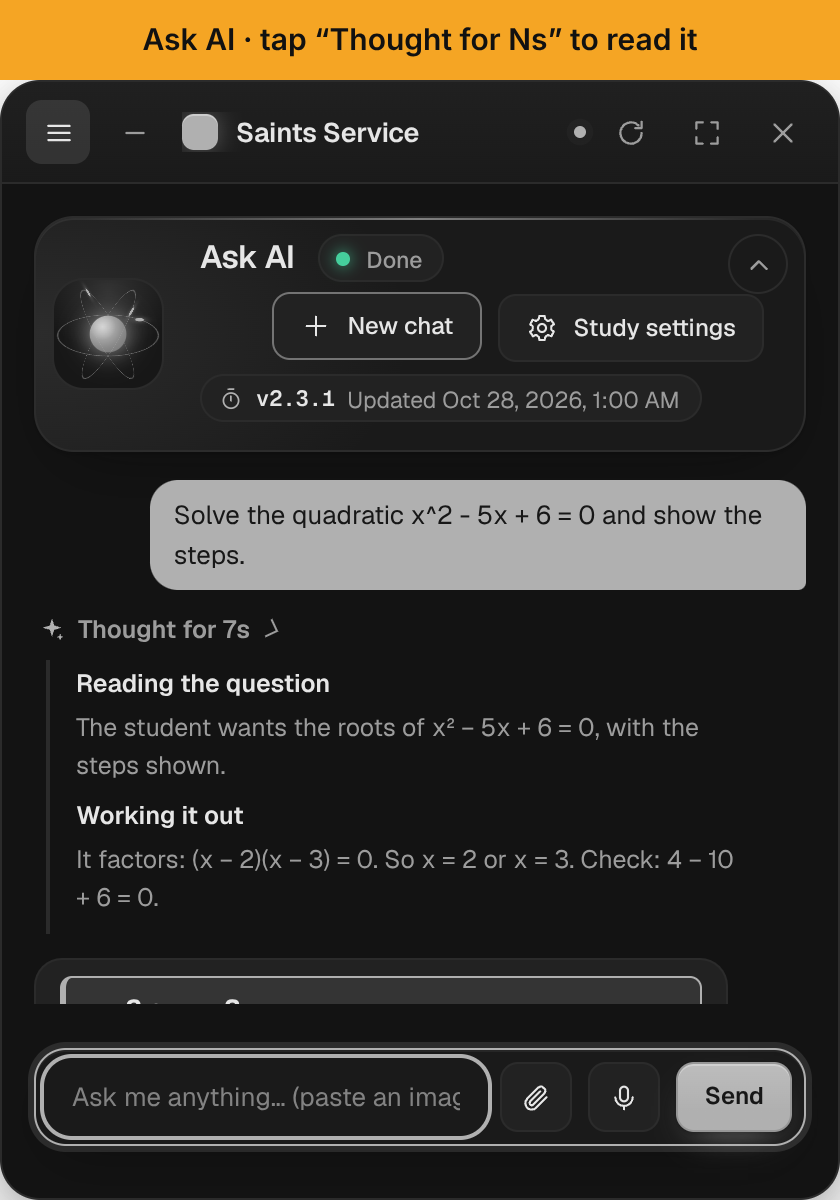 Ask AI · tap “Thought for Ns” to read it
Saints Service
Ask AI
Done
New chat
Study settings
v2.3.1 Updated Oct 28, 2026, 1:00 AM
Solve the quadratic x^2 - 5x + 6 = 0 and show the
steps.
Thought for 7s
Reading the question
The student wants the roots of x² − 5x + 6 = 0, with the
steps shown.
Working it out
It factors: (x − 2)(x − 3) = 0. So x = 2 or x = 3. Check: 4 − 10
+ 6 = 0.
Ask me anything… (paste an imag
Send